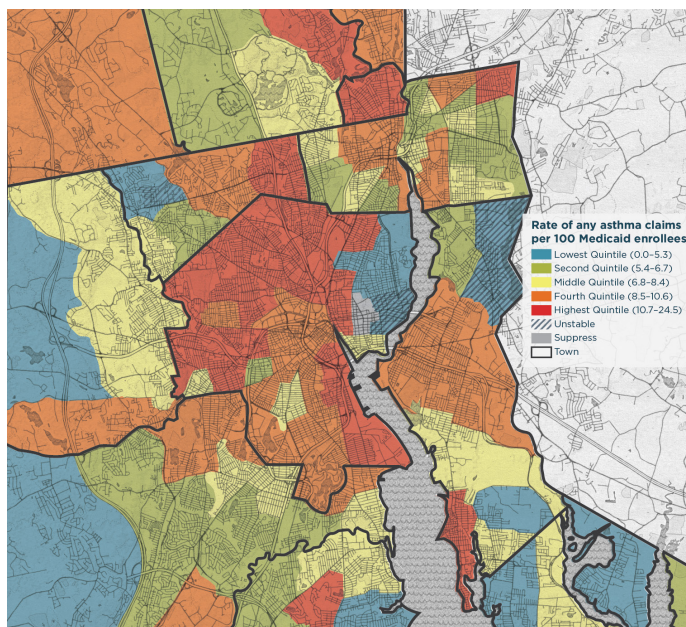 Rate of any asthma claims
per 100 Medicaid enrollees
Lowest Quintile (0.0–5.3)
Second Quintile (5.4–6.7)
Middle Quintile (6.8–8.4)
Fourth Quintile (8.5–10.6)
Highest Quintile (10.7–24.5)
Unstable
Suppress
Town